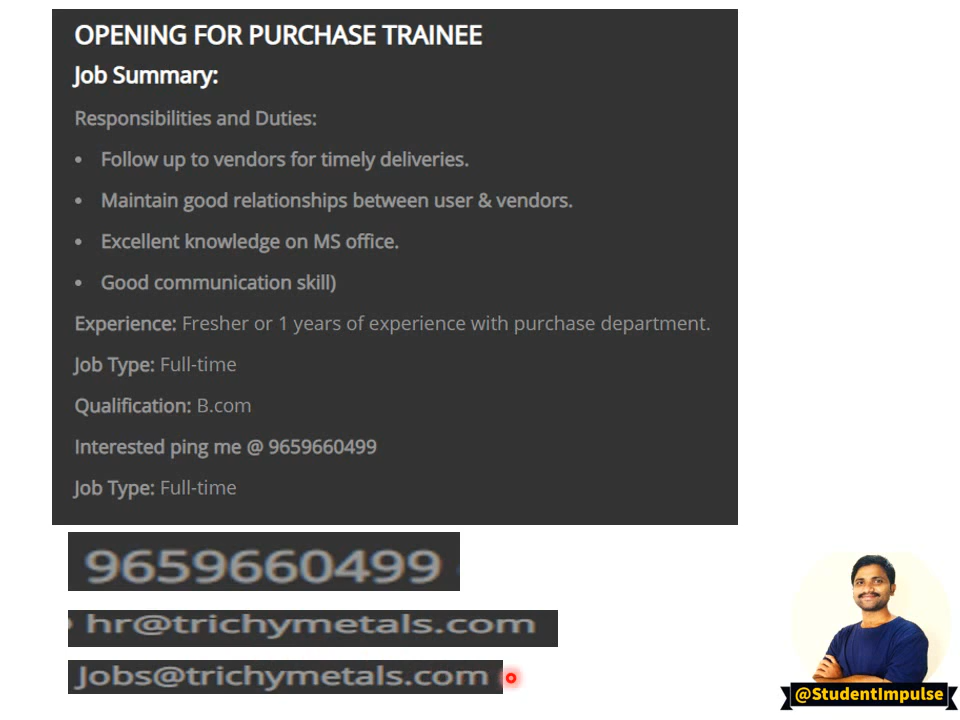 OPENING FOR PURCHASE TRAINEE
Job Summary:
Responsibilities and Duties:
• Follow up to vendors for timely deliveries.
• Maintain good relationships between user & vendors.
• Excellent knowledge on MS office.
• Good communication skill)
Experience: Fresher or 1 years of experience with purchase department.
Job Type: Full-time
Qualification: B.com
Interested ping me @ 9659660499
Job Type: Full-time
9659660499
hr@trichymetals.com
Jobs@trichymetals.com
@StudentImpulse